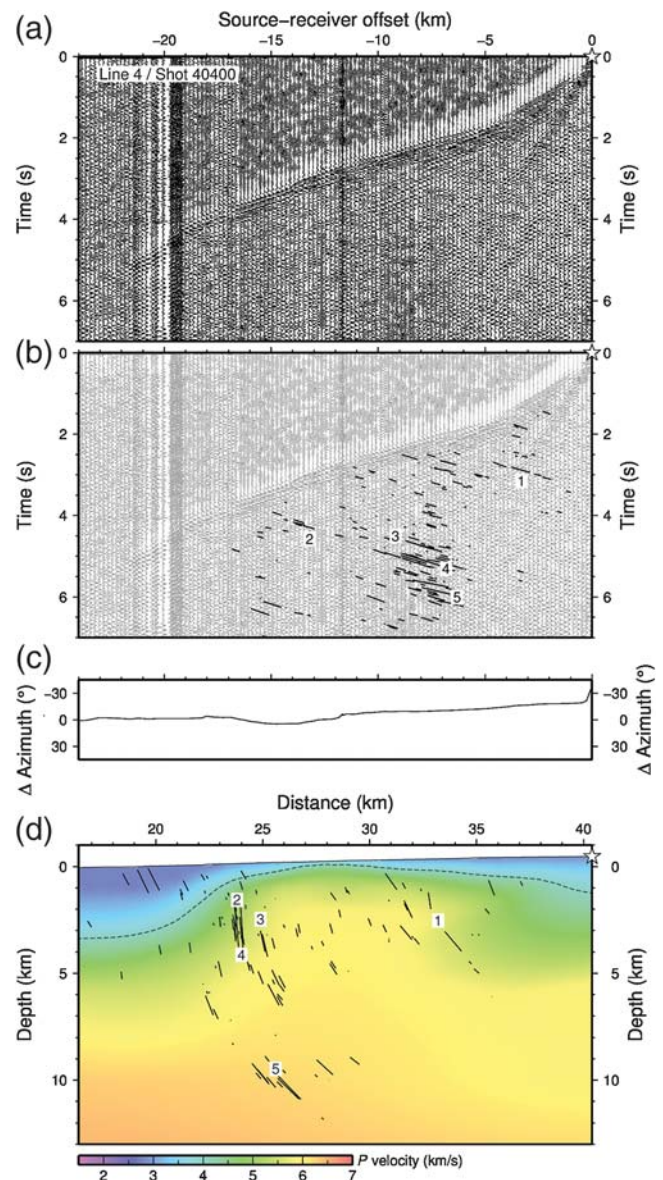 (a)
Source−receiver offset (km)
−20 −15 −10 −5 0
Line 4 / Shot 40400
Time (s)
0
2
4
6
Time (s)
0
2
4
6
(b)
Time (s)
0
2
4
6
1
2
3
4
5
Time (s)
0
2
4
6
(c)
Δ Azimuth (°)
−30
0
30
Δ Azimuth (°)
−30
0
30
Distance (km)
20 25 30 35 40
(d)
Depth (km)
0
5
10
2
3
1
4
5
Depth (km)
0
5
10
2 3 4 5 6 7
P velocity (km/s)